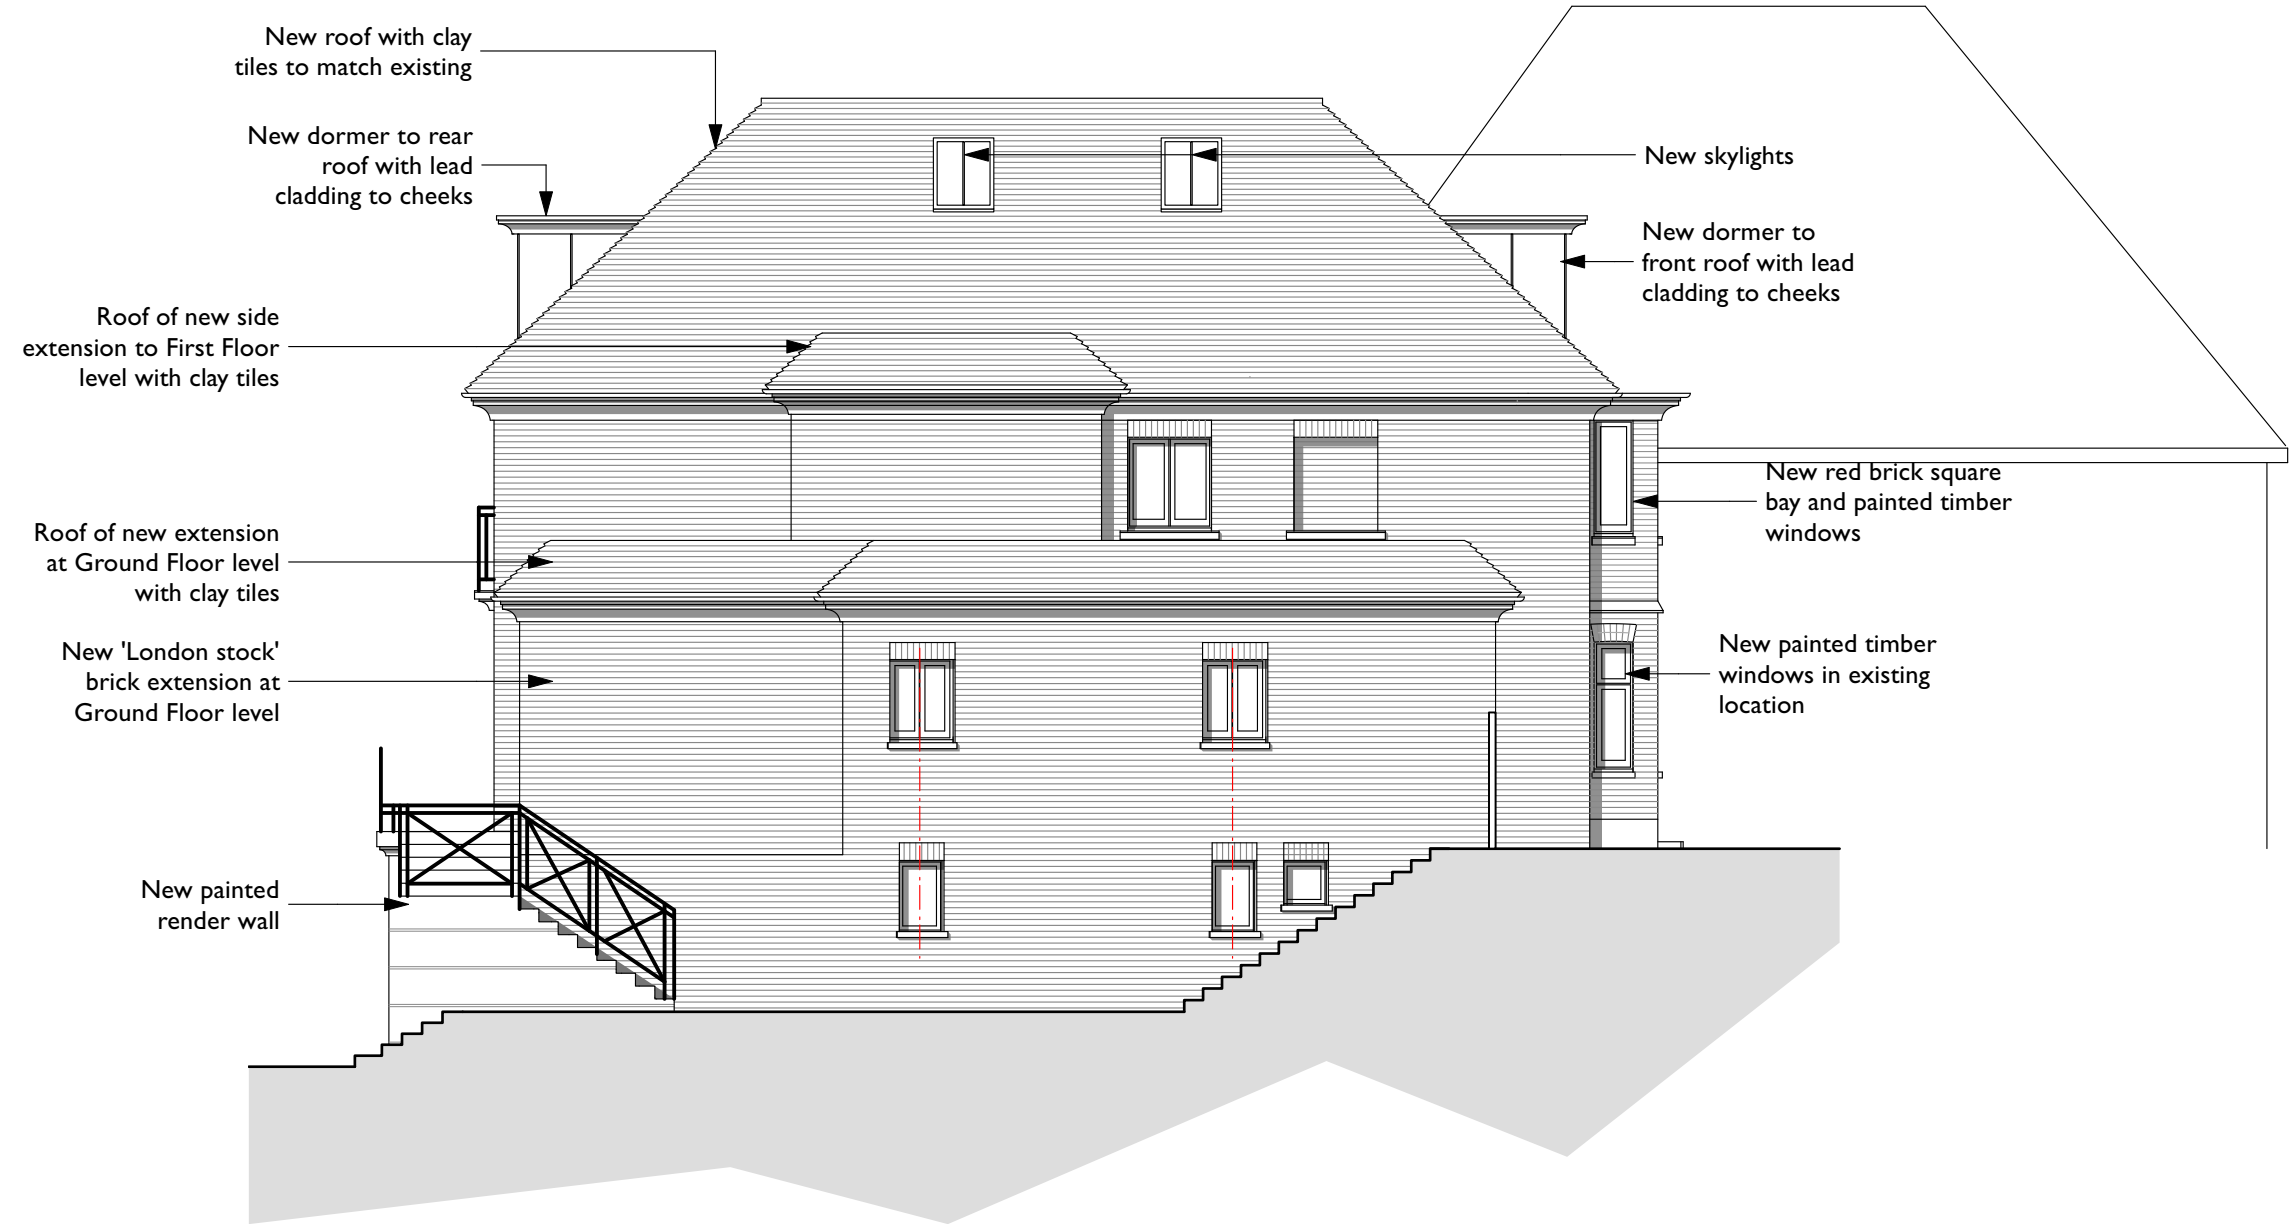 New roof with clay
tiles to match existing
New dormer to rear
roof with lead
cladding to cheeks
Roof of new side
extension to First Floor
level with clay tiles
Roof of new extension
at Ground Floor level
with clay tiles
New 'London stock'
brick extension at
Ground Floor level
New painted
render wall
New skylights
New dormer to
front roof with lead
cladding to cheeks
New red brick square
bay and painted timber
windows
New painted timber
windows in existing
location